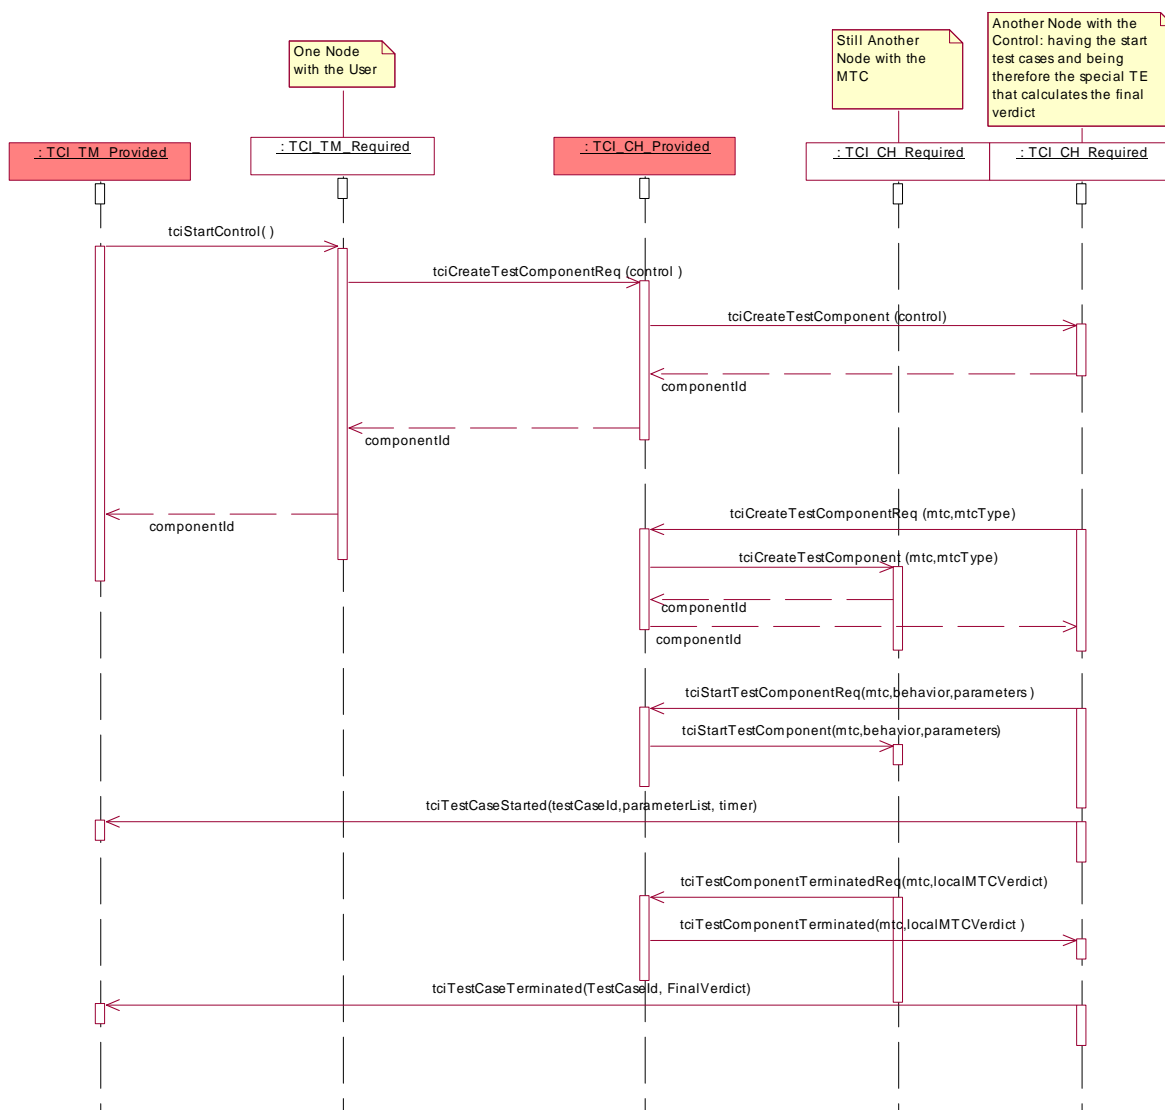 Another Node with the
Control: having the start
test cases and being
therefore the special TE
that calculates the final
verdict
Still Another
Node with the
MTC
One Node
with the User
: TCI_TM_Provided
: TCI_TM_Required
: TCI_CH_Provided
: TCI_CH_Required
: TCI_CH_Required
tciStartControl( )
tciCreateTestComponentReq (control )
tciCreateTestComponent (control)
componentId
componentId
componentId
tciCreateTestComponentReq (mtc,mtcType)
tciCreateTestComponent (mtc,mtcType)
componentId
componentId
tciStartTestComponentReq(mtc,behavior,parameters )
tciStartTestComponent(mtc,behavior,parameters)
tciTestCaseStarted(testCaseId,parameterList, timer)
tciTestComponentTerminatedReq(mtc,localMTCVerdict)
tciTestComponentTerminated(mtc,localMTCVerdict )
tciTestCaseTerminated(TestCaseId, FinalVerdict)